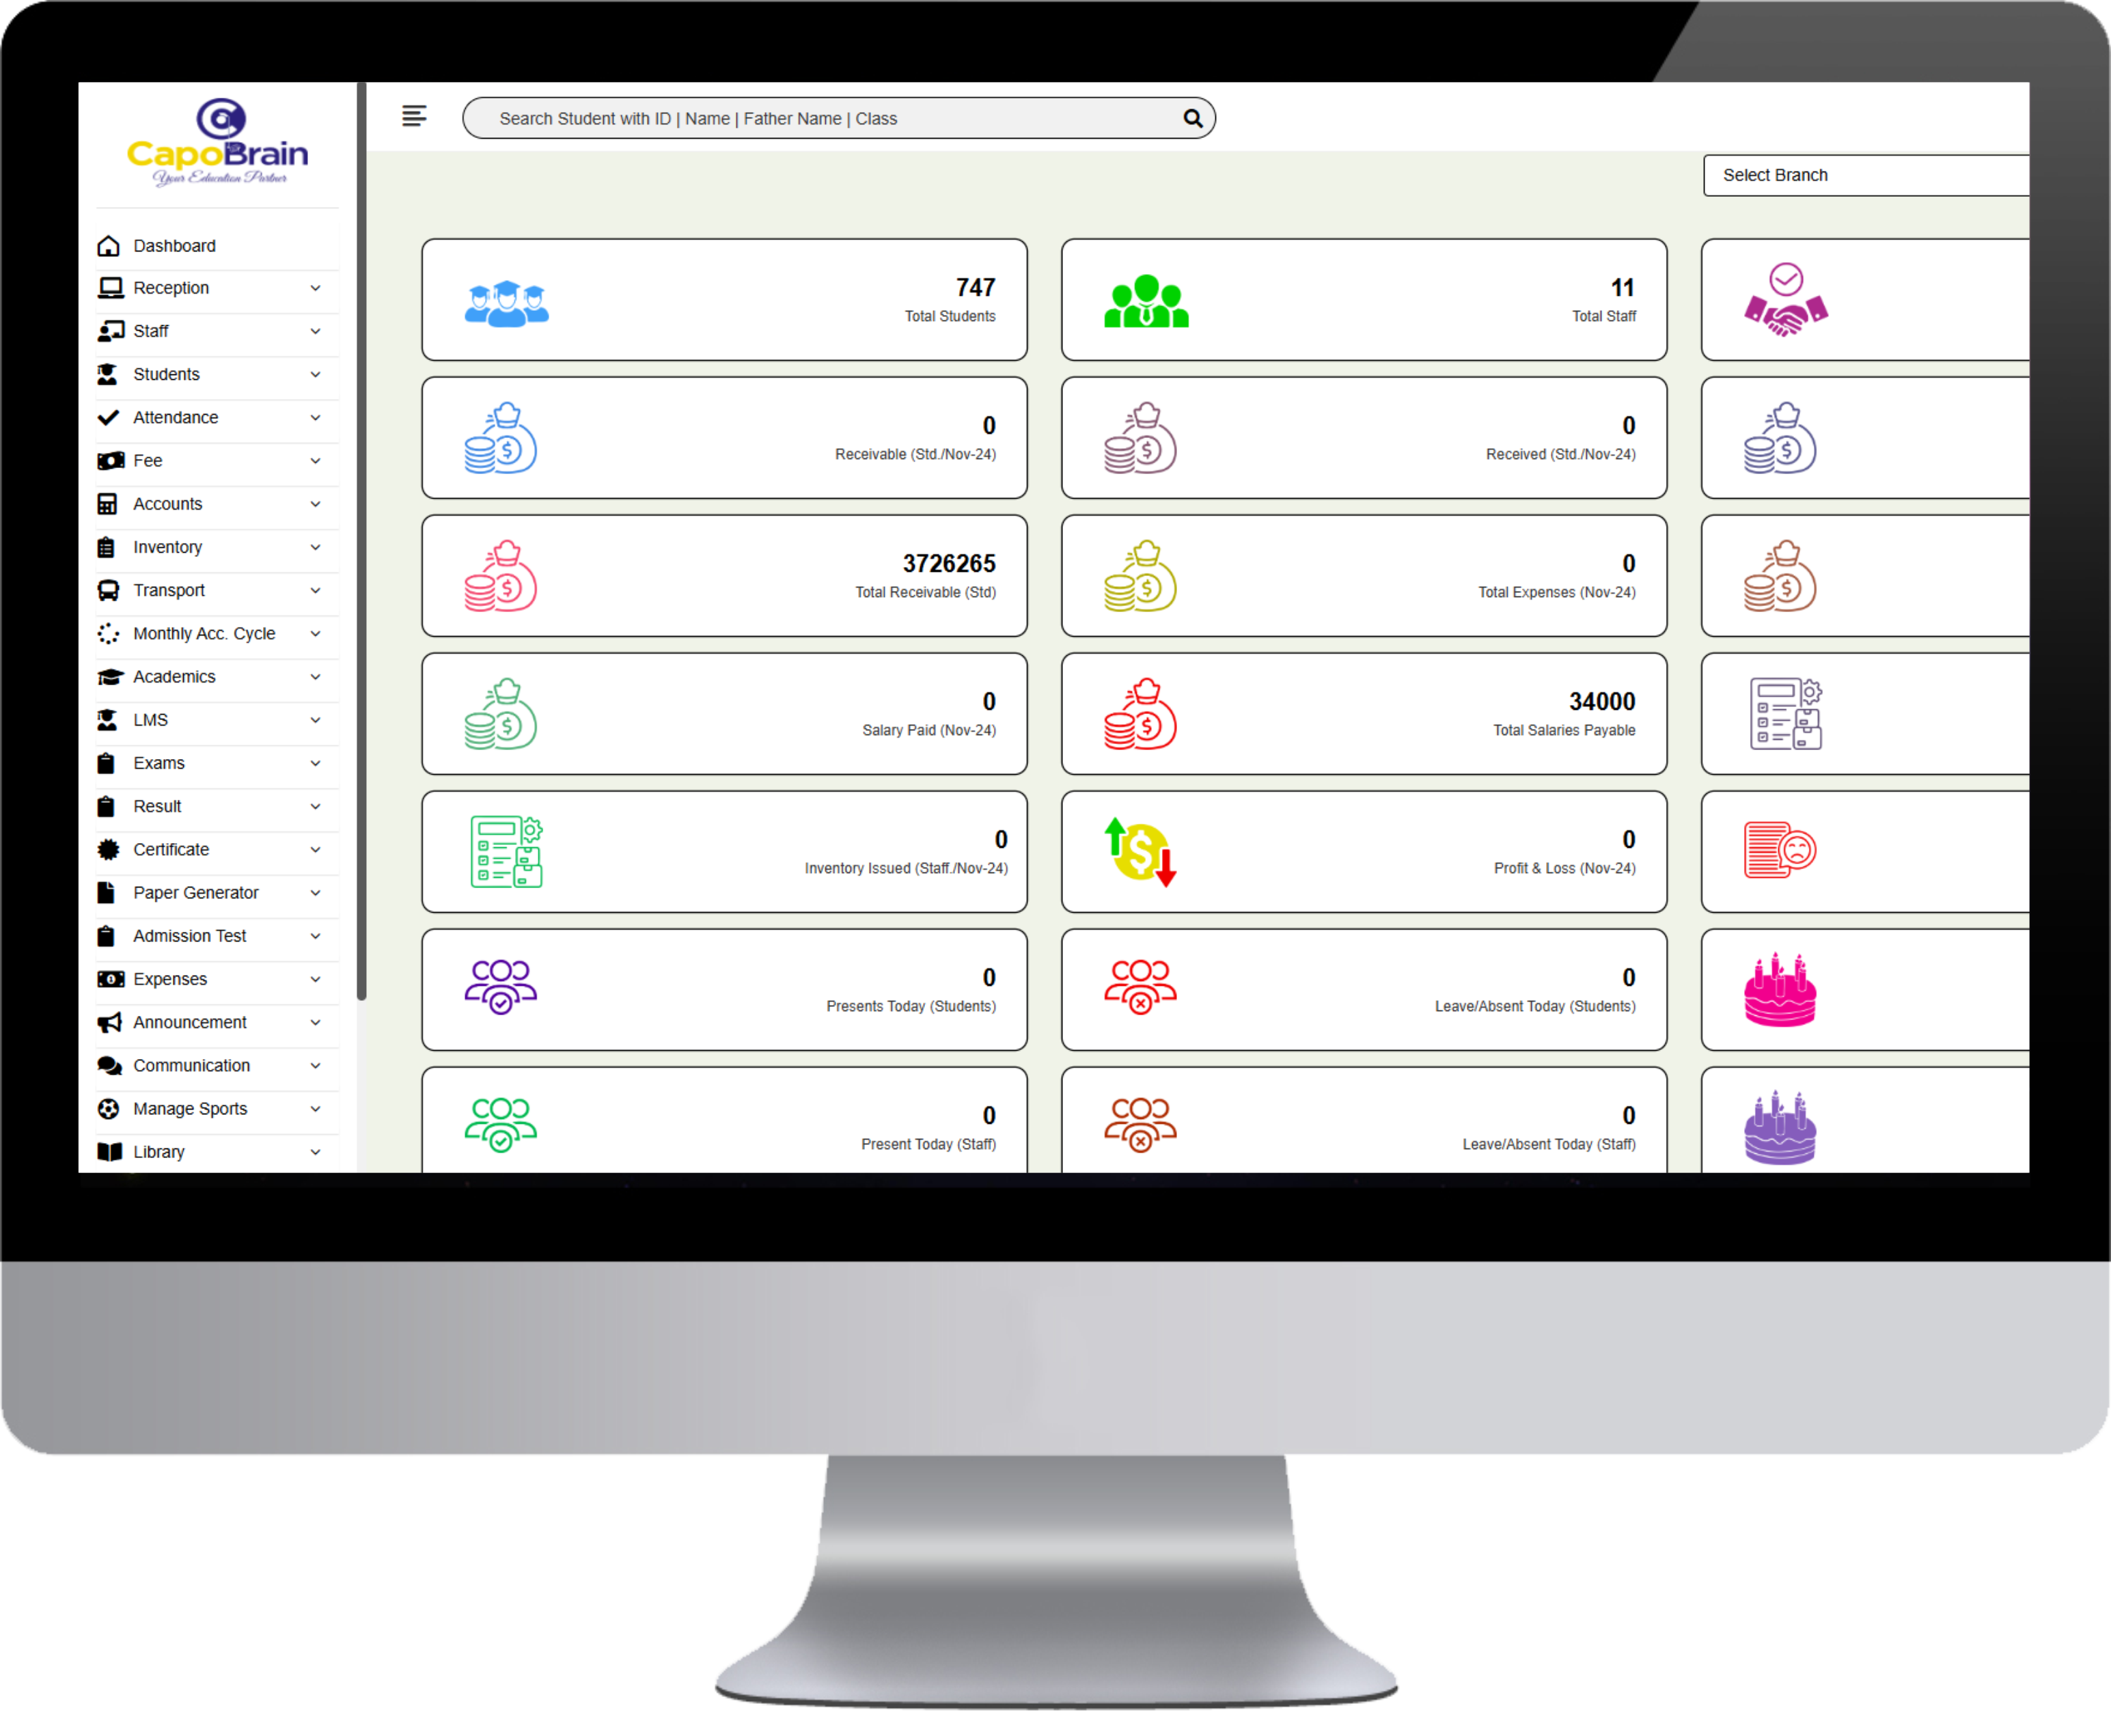 CapoBrain
Your Education Partner
Search Student with ID | Name | Father Name | Class
Select Branch
Dashboard
Reception
Staff
Students
Attendance
Fee
Accounts
Inventory
Transport
Monthly Acc. Cycle
Academics
LMS
Exams
Result
Certificate
Paper Generator
Admission Test
Expenses
Announcement
Communication
Manage Sports
Library
747
Total Students
11
Total Staff
0
Receivable (Std./Nov-24)
0
Received (Std./Nov-24)
3726265
Total Receivable (Std)
0
Total Expenses (Nov-24)
0
Salary Paid (Nov-24)
34000
Total Salaries Payable
0
Inventory Issued (Staff./Nov-24)
0
Profit & Loss (Nov-24)
0
Presents Today (Students)
0
Leave/Absent Today (Students)
0
Present Today (Staff)
0
Leave/Absent Today (Staff)